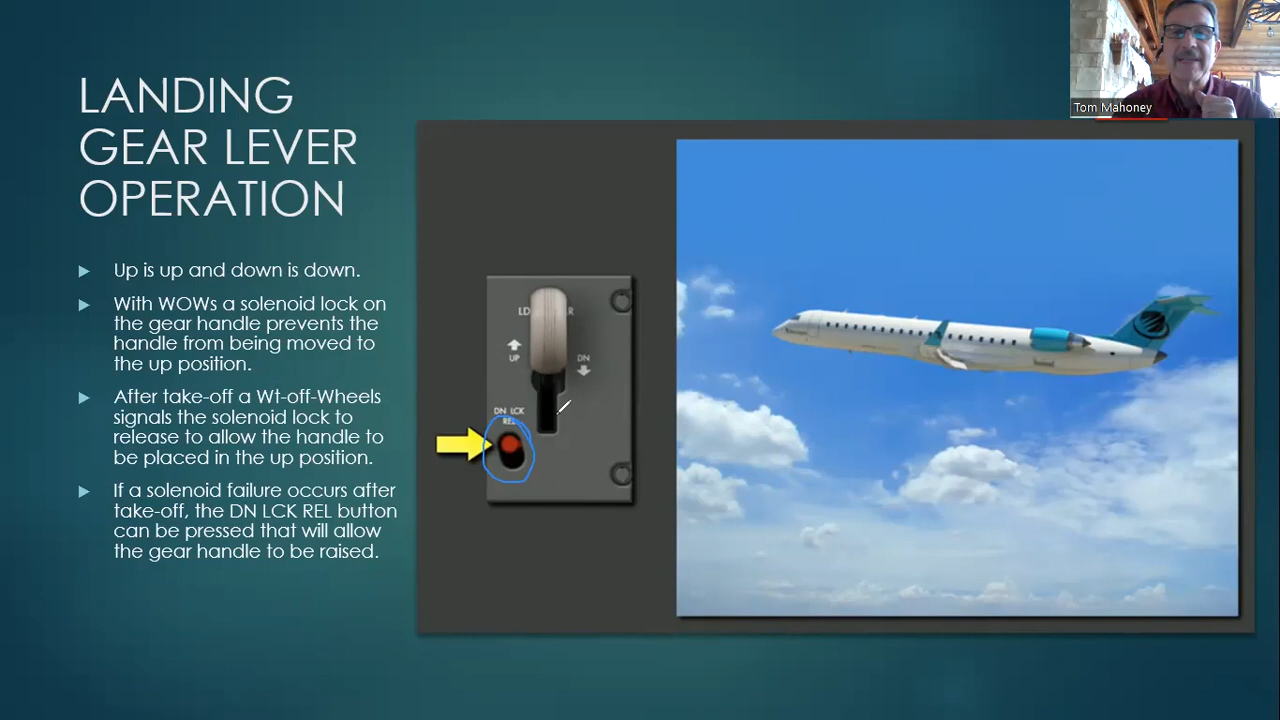 LANDING
GEAR LEVER
OPERATION
Up is up and down is down.
With WOWs a solenoid lock on
the gear handle prevents the
handle from being moved to
the up position.
After take-off a Wt-off-Wheels
signals the solenoid lock to
release to allow the handle to
be placed in the up position.
If a solenoid failure occurs after
take-off, the DN LCK REL button
can be pressed that will allow
the gear handle to be raised.
UP
DN
DN LCK
REL
Tom Mahoney